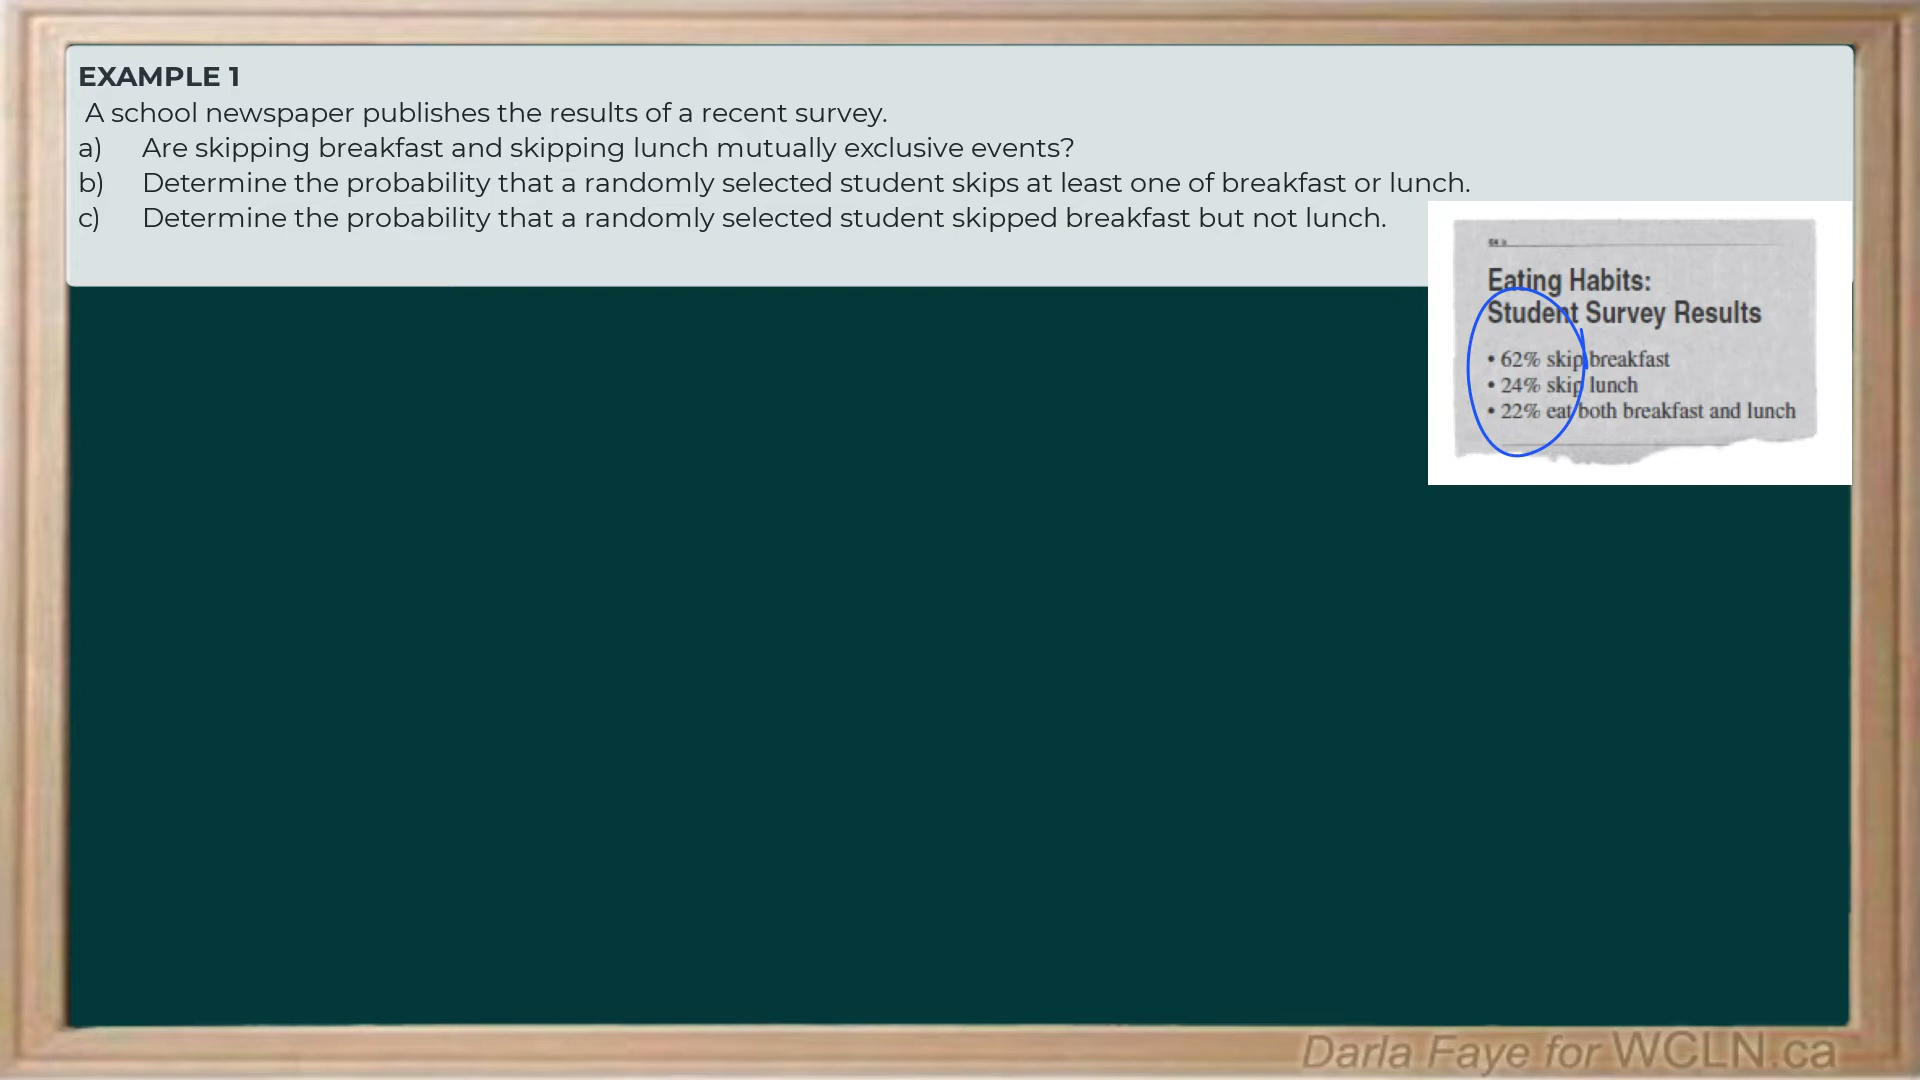 EXAMPLE 1
A school newspaper publishes the results of a recent survey.
a) Are skipping breakfast and skipping lunch mutually exclusive events?
b) Determine the probability that a randomly selected student skips at least one of breakfast or lunch.
c) Determine the probability that a randomly selected student skipped breakfast but not lunch.
Eating Habits:
Student Survey Results
• 62% skip breakfast
• 24% skip lunch
• 22% eat both breakfast and lunch
Darla Faye for WCLN.ca